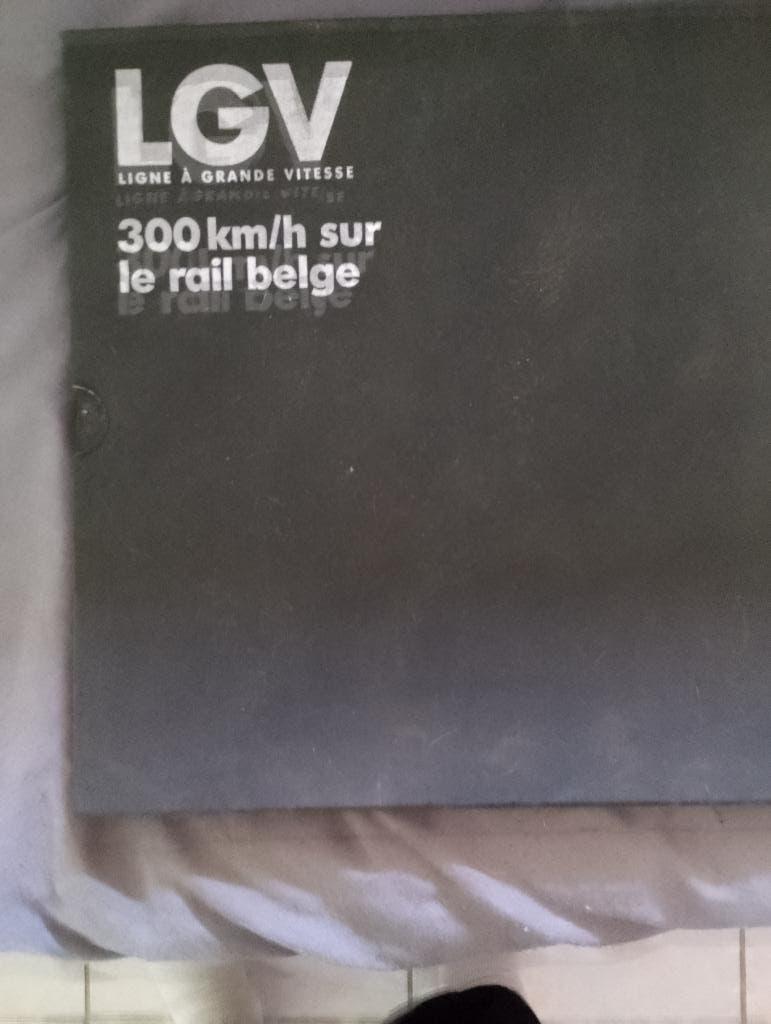 LGV
LIGNE À GRANDE VITESSE
300 km/h sur
le rail belge